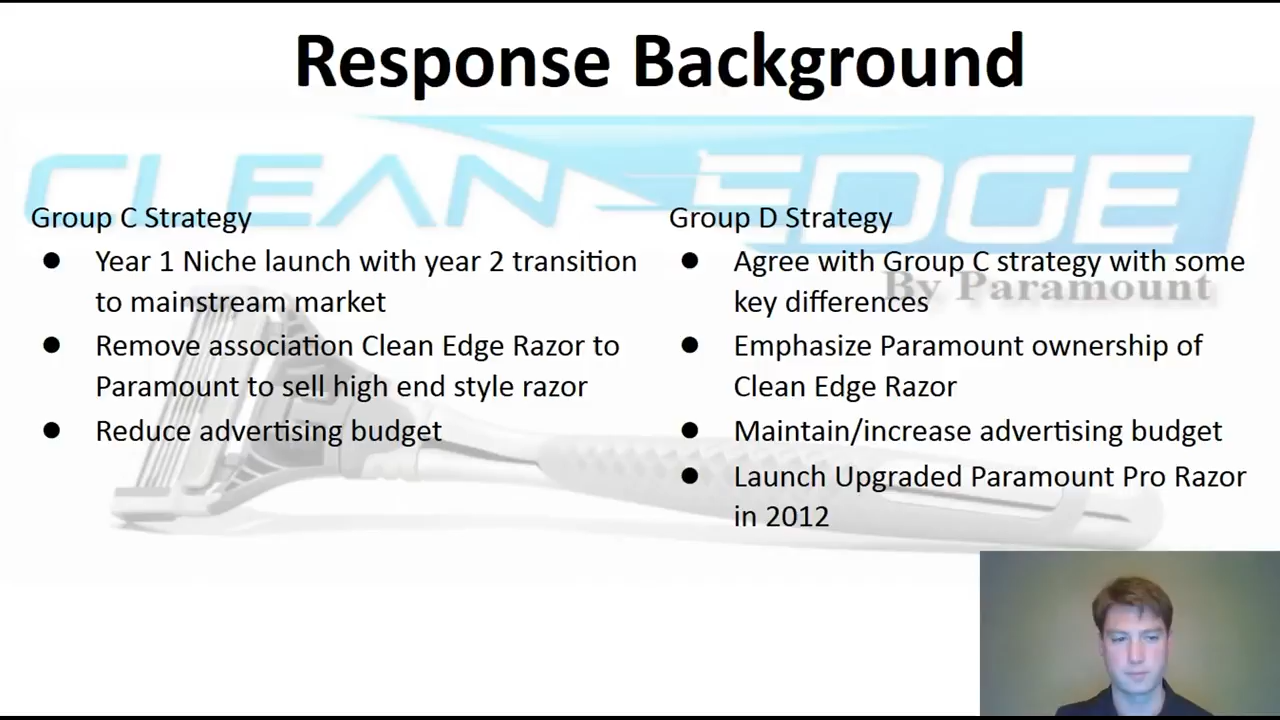 Response Background
CLEAN EDGE
By Paramount
Group C Strategy
● Year 1 Niche launch with year 2 transition
to mainstream market
● Remove association Clean Edge Razor to
Paramount to sell high end style razor
● Reduce advertising budget
Group D Strategy
● Agree with Group C strategy with some
key differences
● Emphasize Paramount ownership of
Clean Edge Razor
● Maintain/increase advertising budget
● Launch Upgraded Paramount Pro Razor
in 2012